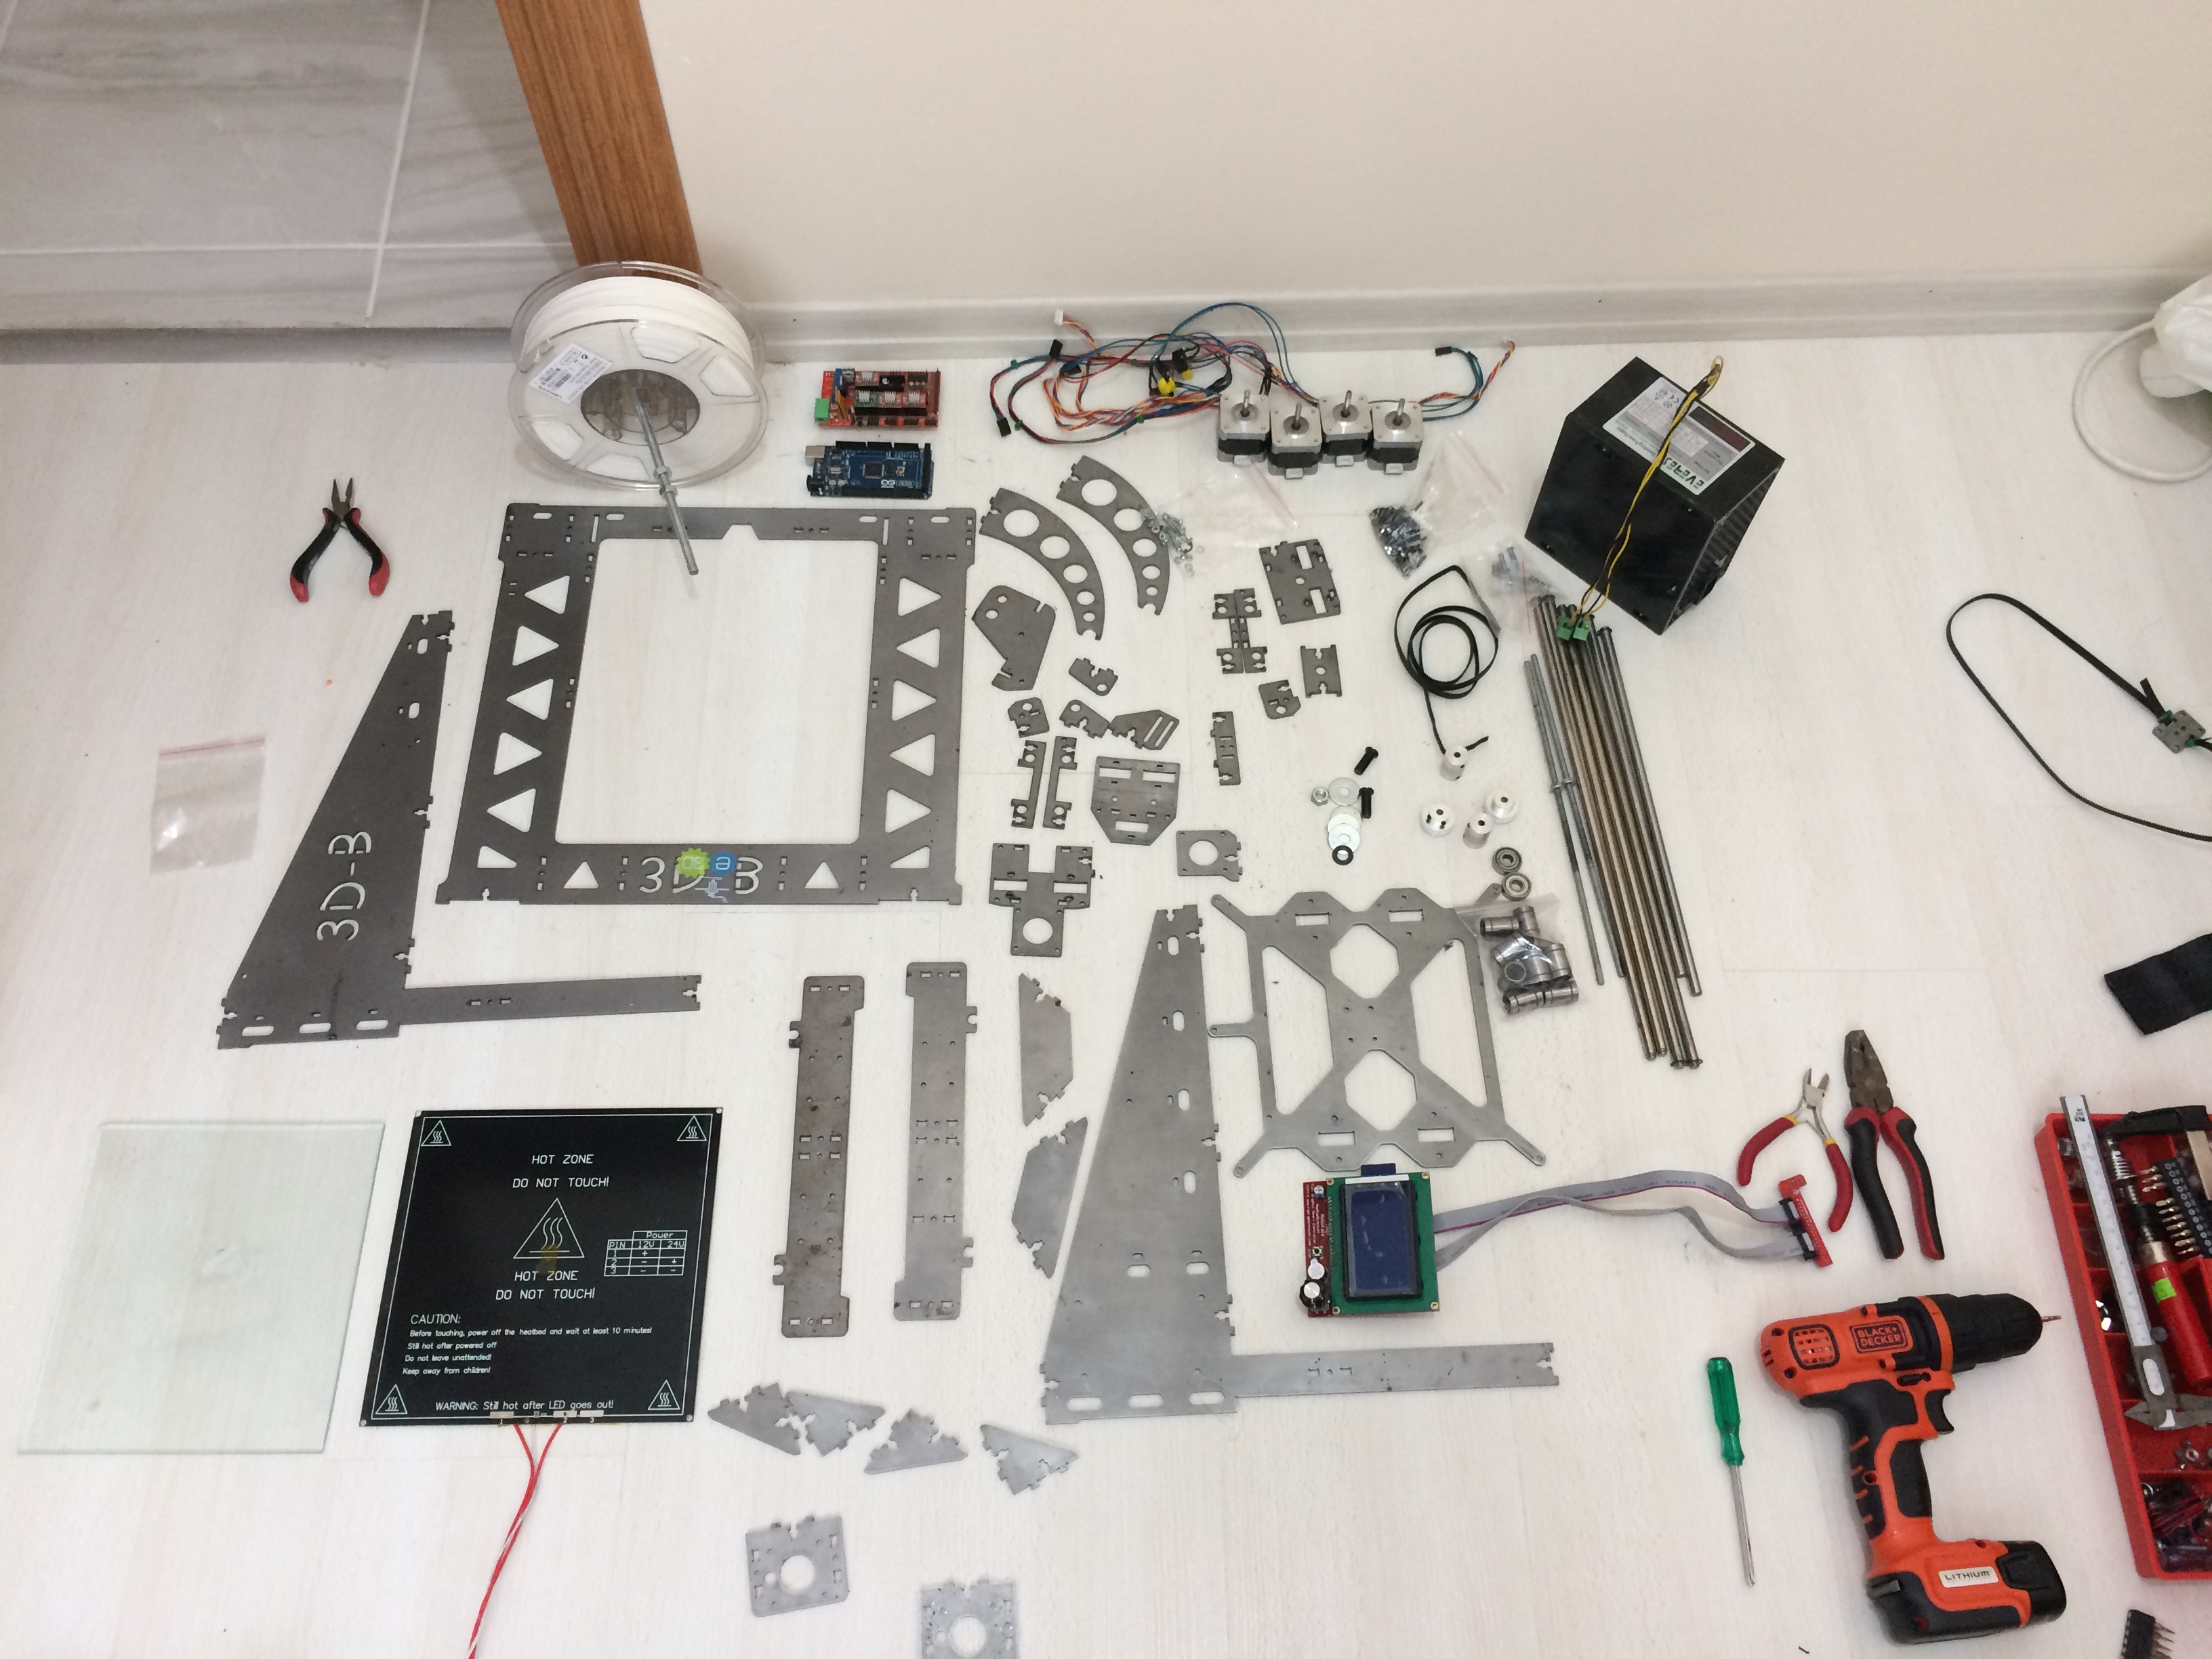 EVEREST
3D-B
3D-B
HOT ZONE
DO NOT TOUCH!
Power
PIN 12V 24V
1 +
2 - +
3 - -
HOT ZONE
DO NOT TOUCH!
CAUTION:
Before touching, power off the heatbed and wait at least 10 minutes!
Still hot after powered off
Do not leave unattended!
Keep away from children!
WARNING: Still hot after LED goes out!
BLACK+
DECKER
LITHIUM